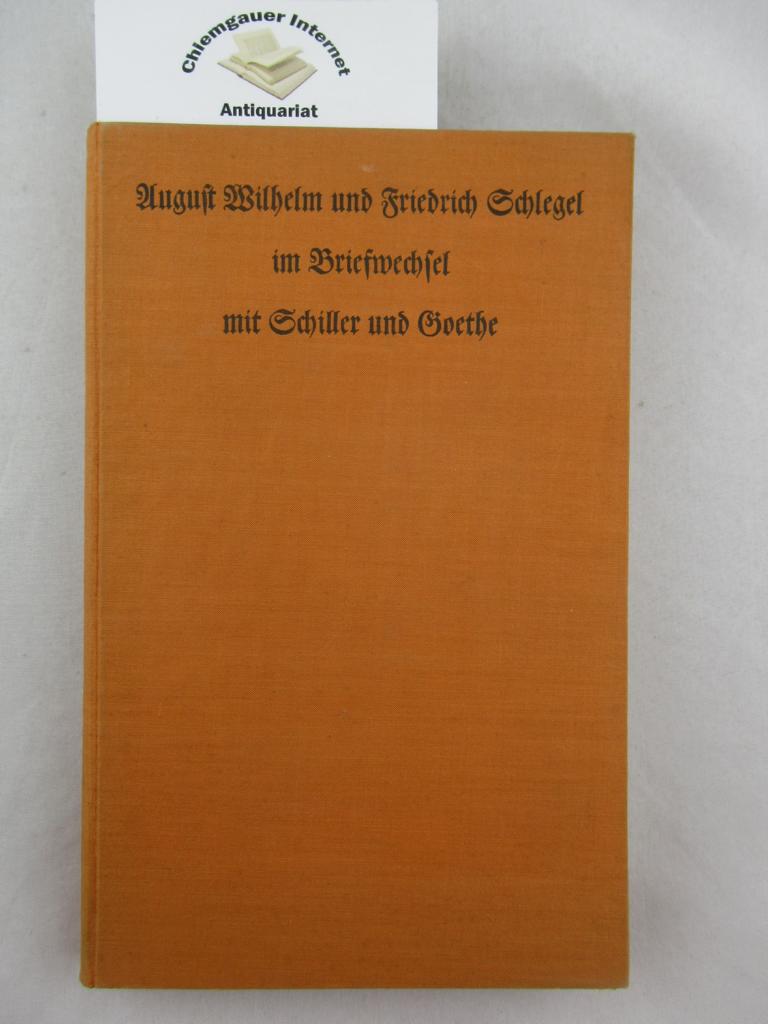 Chiemgauer Internet
Antiquariat
August Wilhelm und Friedrich Schlegel
im Briefwechsel
mit Schiller und Goethe